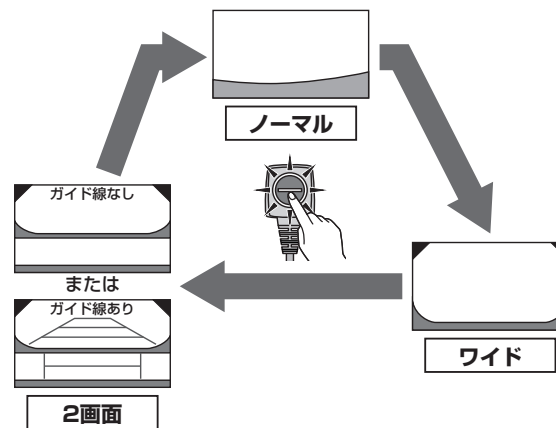 ノーマル
ガイド線なし
または
ガイド線あり
2画面
ワイド